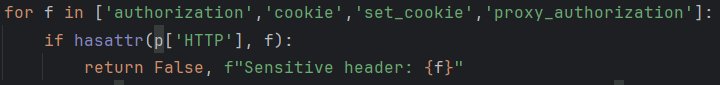 for f in ['authorization','cookie','set_cookie','proxy_authorization']:
    if hasattr(p['HTTP'], f):
        return False, f"Sensitive header: {f}"